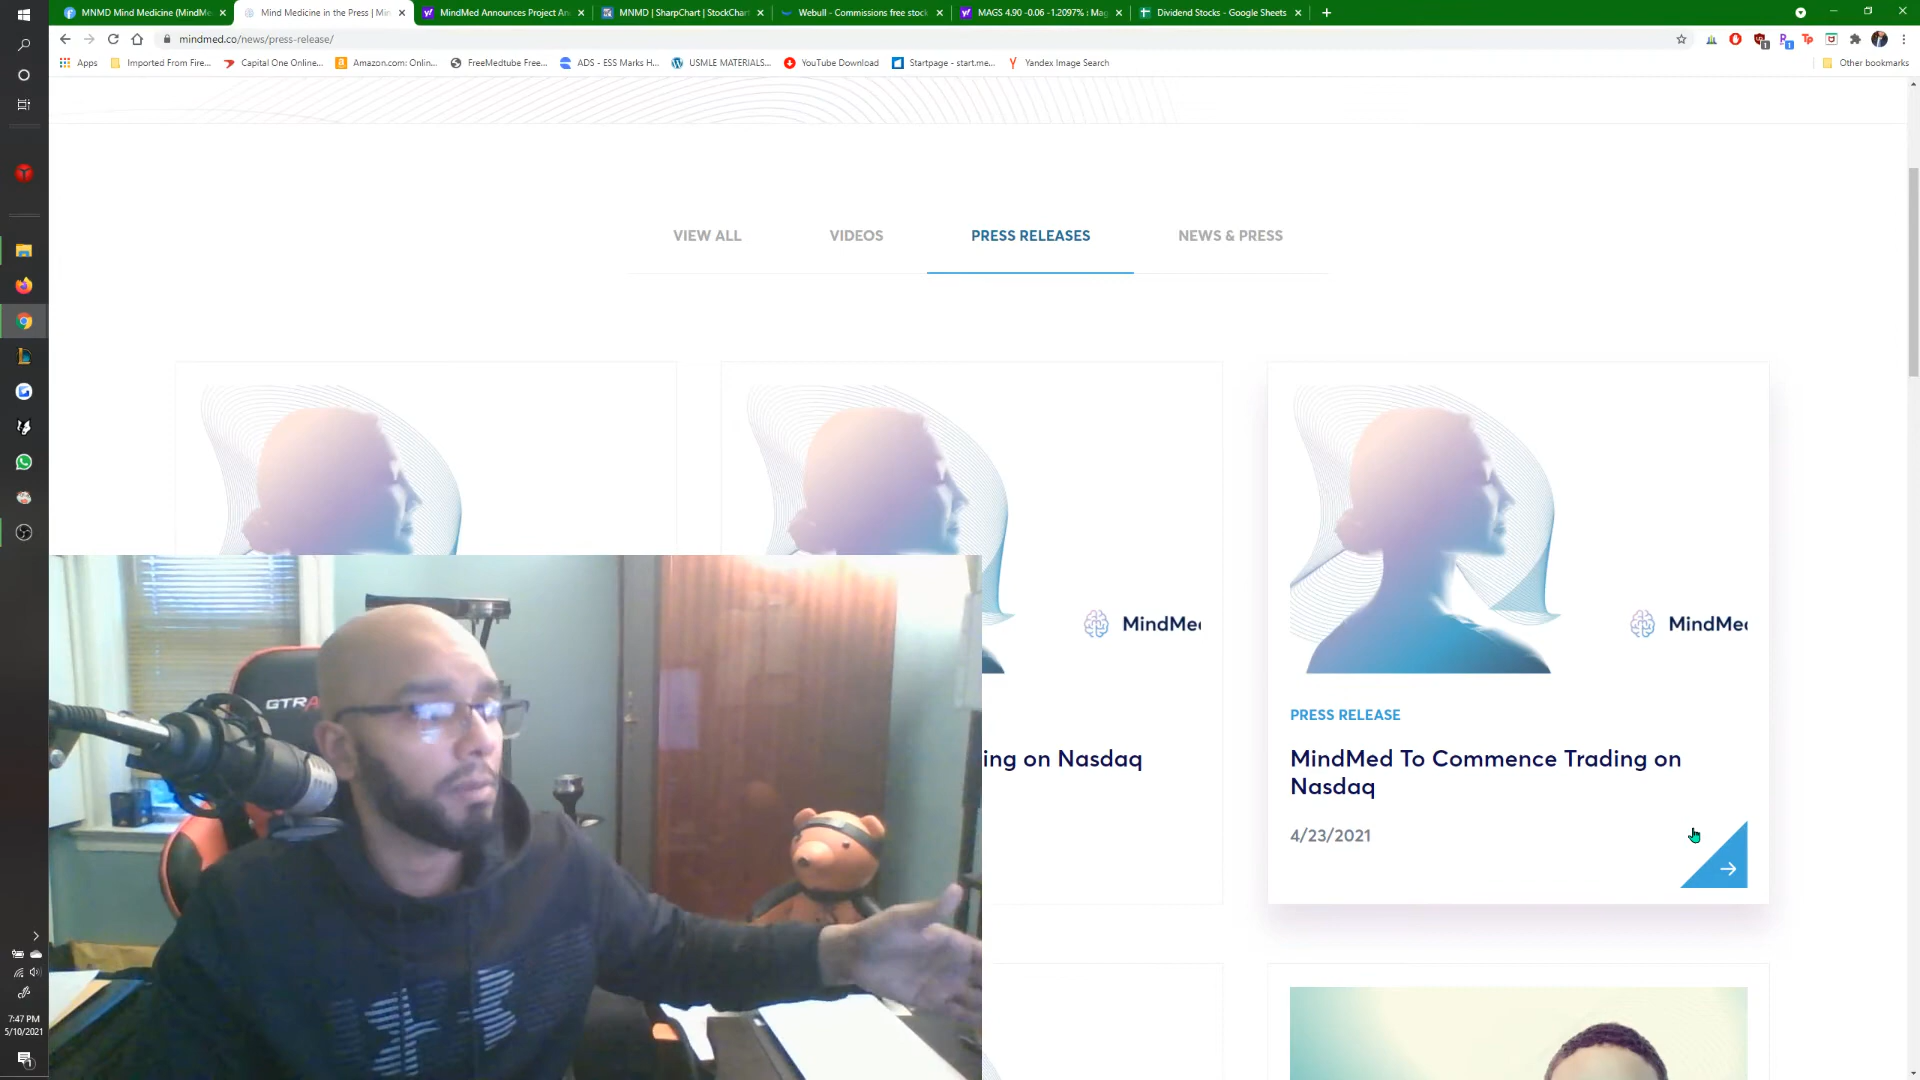 MNMD Mind Medicine (MindMe
Mind Medicine in the Press | Min
MindMed Announces Project An
MNMD | SharpChart | StockChar
Webull - Commissions free stock
MAGS 4.90 -0.06 -1.2097% : Mag
Dividend Stocks - Google Sheets
mindmed.co/news/press-release/
Apps
Imported From Fire...
Capital One Online...
Amazon.com: Onlin...
FreeMedtube Free...
ADS - ESS Marks H...
USMLE MATERIALS...
YouTube Download
Startpage - start.me...
Yandex Image Search
Other bookmarks
VIEW ALL
VIDEOS
PRESS RELEASES
NEWS & PRESS
MindMed
MindMed
PRESS RELEASE
ing on Nasdaq
MindMed To Commence Trading on
Nasdaq
4/23/2021
GTRA
7:47 PM
5/10/2021